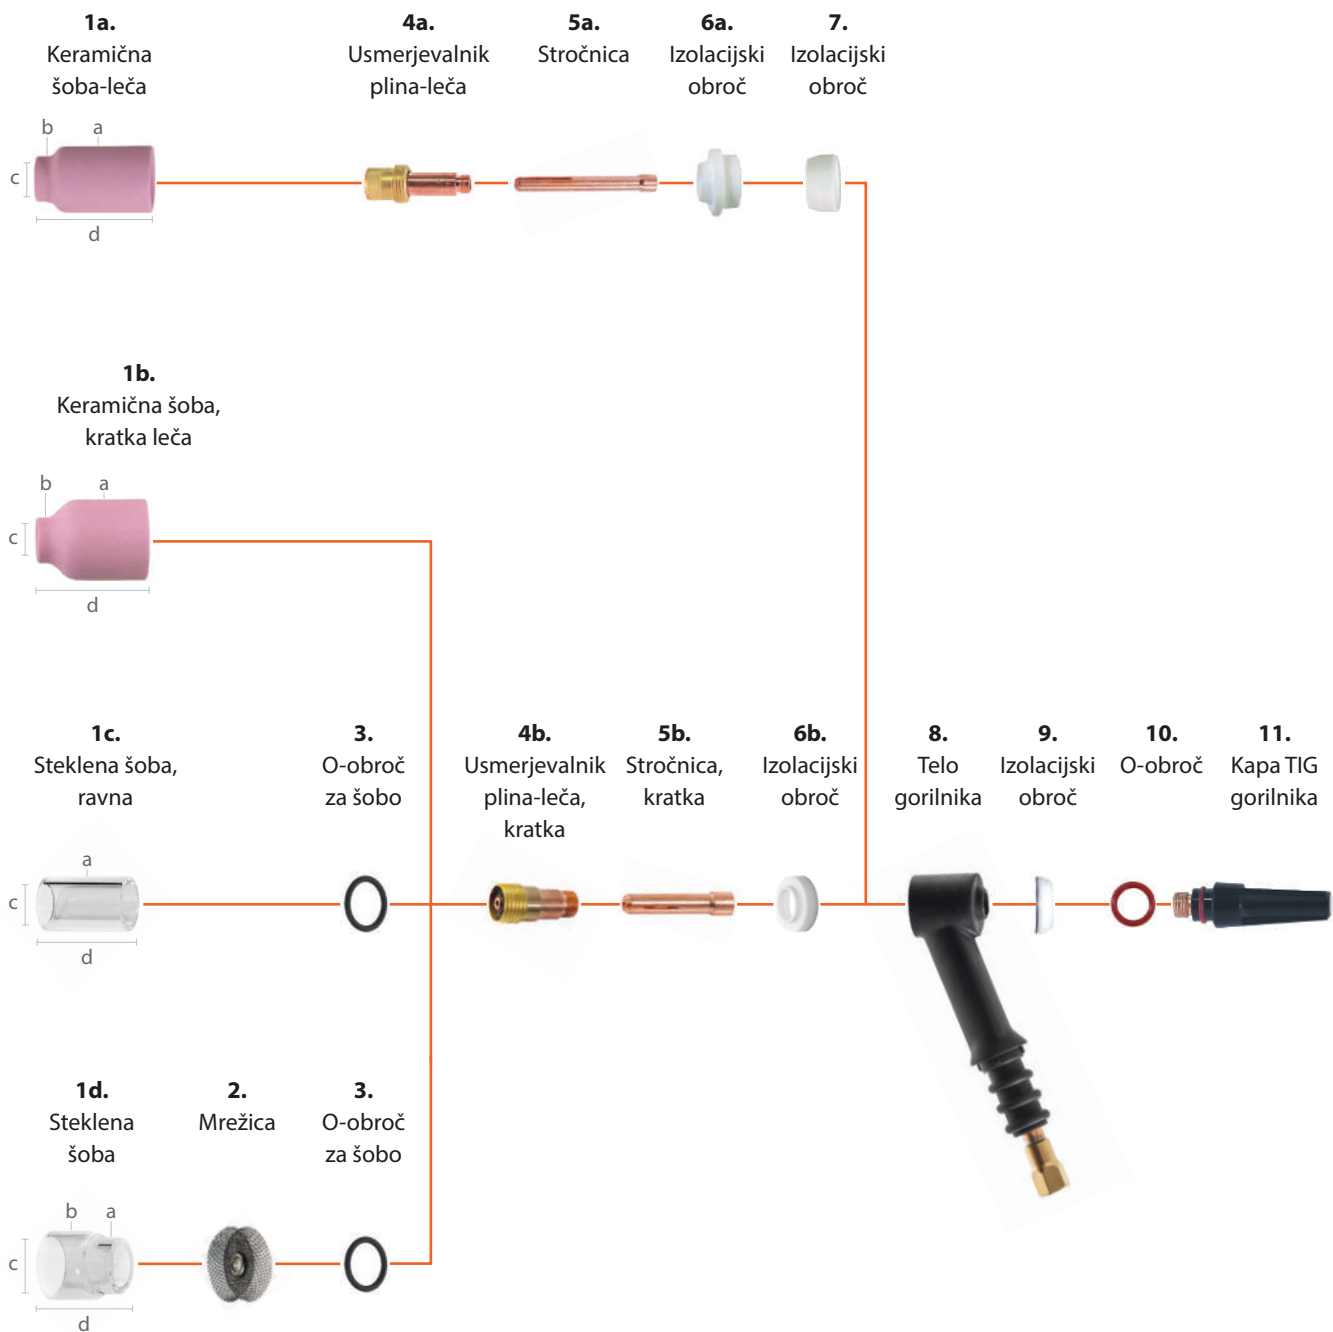 1a.
Keramična
šoba-leča
4a.
Usmerjevalnik
plina-leča
5a.
Stročnica
6a.
Izolacijski
obroč
7.
Izolacijski
obroč
b
a
c
d
1b.
Keramična šoba,
kratka leča
b
a
c
d
1c.
Steklena šoba,
ravna
3.
O-obroč
za šobo
4b.
Usmerjevalnik
plina-leča,
kratka
5b.
Stročnica,
kratka
6b.
Izolacijski
obroč
8.
Telo
gorilnika
9.
Izolacijski
obroč
10.
O-obroč
11.
Kapa TIG
gorilnika
a
c
d
1d.
Steklena
šoba
2.
Mrežica
3.
O-obroč
za šobo
b
a
c
d